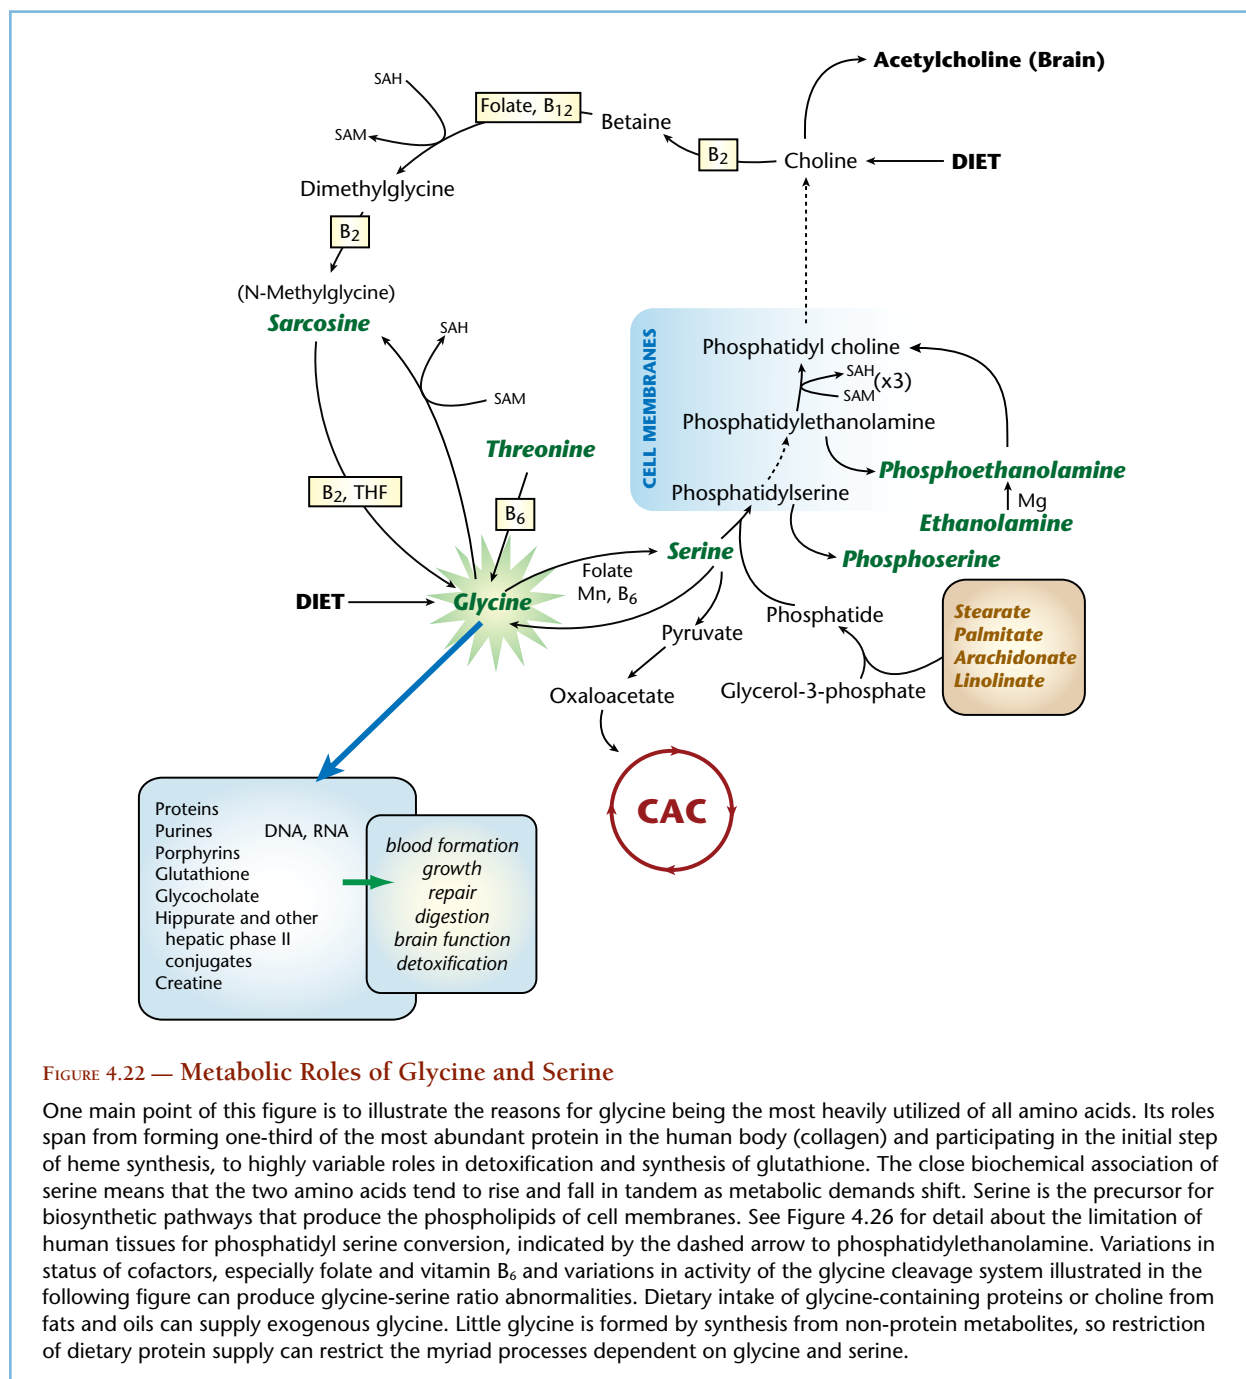 Acetylcholine (Brain)
SAH
Folate, B12
Betaine
SAM
B2
Choline
DIET
Dimethylglycine
B2
(N-Methylglycine)
Sarcosine
SAH
SAM
CELL MEMBRANES
Phosphatidyl choline
SAH
(x3)
SAM
Phosphatidylethanolamine
Threonine
Phosphoethanolamine
B2, THF
B6
Phosphatidylserine
Mg
Ethanolamine
Serine
Phosphoserine
Folate
Mn, B6
DIET
Glycine
Phosphatide
Stearate
Palmitate
Arachidonate
Linolinate
Pyruvate
Oxaloacetate
Glycerol-3-phosphate
CAC
Proteins
Purines DNA, RNA
Porphyrins
Glutathione
Glycocholate
Hippurate and other
hepatic phase II
conjugates
Creatine
blood formation
growth
repair
digestion
brain function
detoxification
Figure 4.22 — Metabolic Roles of Glycine and Serine
One main point of this figure is to illustrate the reasons for glycine being the most heavily utilized of all amino acids. Its roles
span from forming one-third of the most abundant protein in the human body (collagen) and participating in the initial step
of heme synthesis, to highly variable roles in detoxification and synthesis of glutathione. The close biochemical association of
serine means that the two amino acids tend to rise and fall in tandem as metabolic demands shift. Serine is the precursor for
biosynthetic pathways that produce the phospholipids of cell membranes. See Figure 4.26 for detail about the limitation of
human tissues for phosphatidyl serine conversion, indicated by the dashed arrow to phosphatidylethanolamine. Variations in
status of cofactors, especially folate and vitamin B6 and variations in activity of the glycine cleavage system illustrated in the
following figure can produce glycine-serine ratio abnormalities. Dietary intake of glycine-containing proteins or choline from
fats and oils can supply exogenous glycine. Little glycine is formed by synthesis from non-protein metabolites, so restriction
of dietary protein supply can restrict the myriad processes dependent on glycine and serine.